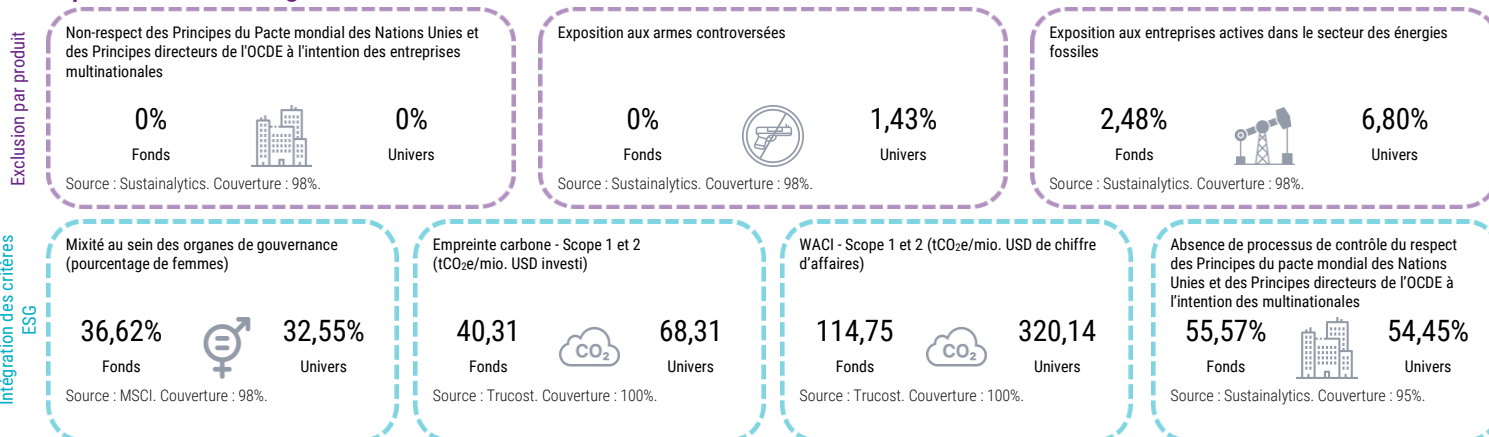 Exclusion par produit
Non-respect des Principes du Pacte mondial des Nations Unies et
des Principes directeurs de l'OCDE à l'intention des entreprises
multinationales
0%
0%
Fonds
Univers
Source : Sustainalytics. Couverture : 98%.
Exposition aux armes controversées
0%
1,43%
Fonds
Univers
Source : Sustainalytics. Couverture : 98%.
Exposition aux entreprises actives dans le secteur des énergies
fossiles
2,48%
6,80%
Fonds
Univers
Source : Sustainalytics. Couverture : 98%.
Intégration des critères
ESG
Mixité au sein des organes de gouvernance
(pourcentage de femmes)
36,62%
32,55%
Fonds
Univers
Source : MSCI. Couverture : 98%.
Empreinte carbone - Scope 1 et 2
(tCO₂e/mio. USD investi)
40,31
CO₂
68,31
Fonds
Univers
Source : Trucost. Couverture : 100%.
WACI - Scope 1 et 2 (tCO₂e/mio. USD de chiffre
d'affaires)
114,75
CO₂
320,14
Fonds
Univers
Source : Trucost. Couverture : 100%.
Absence de processus de contrôle du respect
des Principes du pacte mondial des Nations
Unies et des Principes directeurs de l'OCDE à
l'intention des multinationales
55,57%
54,45%
Fonds
Univers
Source : Sustainalytics. Couverture : 95%.